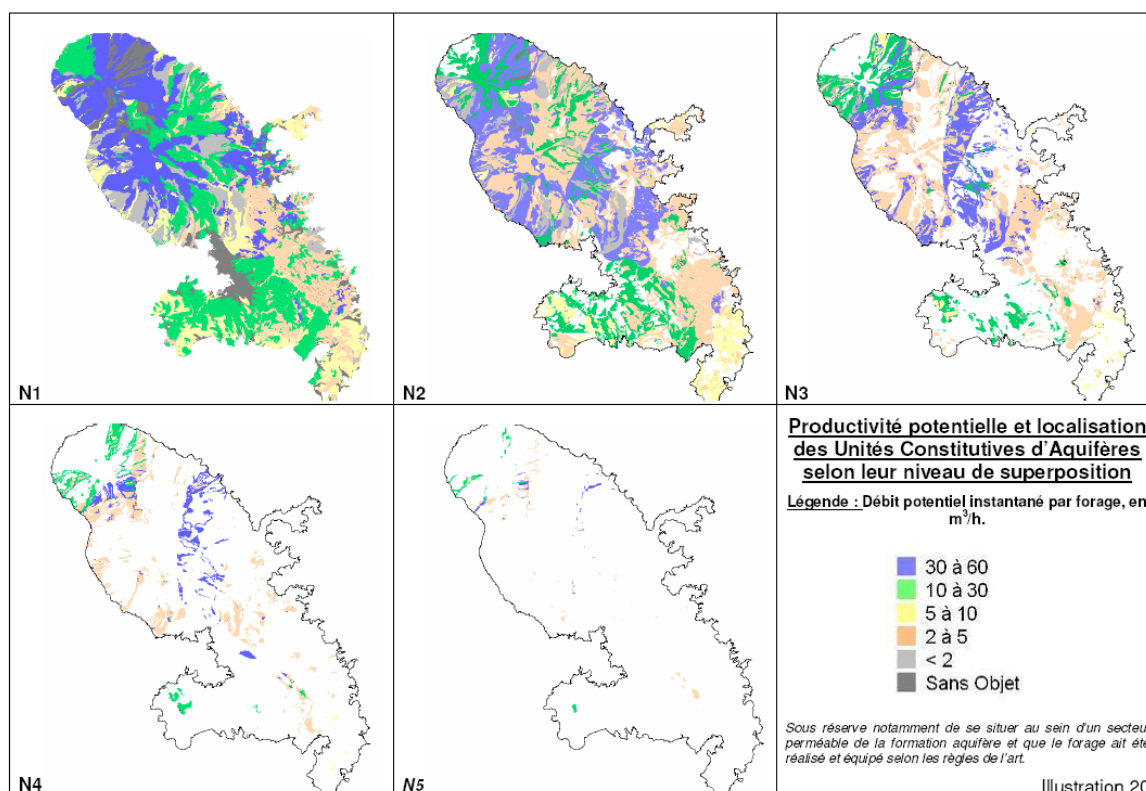 N1
N2
N3
N4
N5
Productivité potentielle et localisation
des Unités Constitutives d'Aquifères
selon leur niveau de superposition
Légende : Débit potentiel instantané par forage, en
m³/h.
30 à 60
10 à 30
5 à 10
2 à 5
< 2
Sans Objet
Sous réserve notamment de se situer au sein d'un secteur
perméable de la formation aquifère et que le forage ait été
réalisé et équipé selon les règles de l'art.
Illustration 20